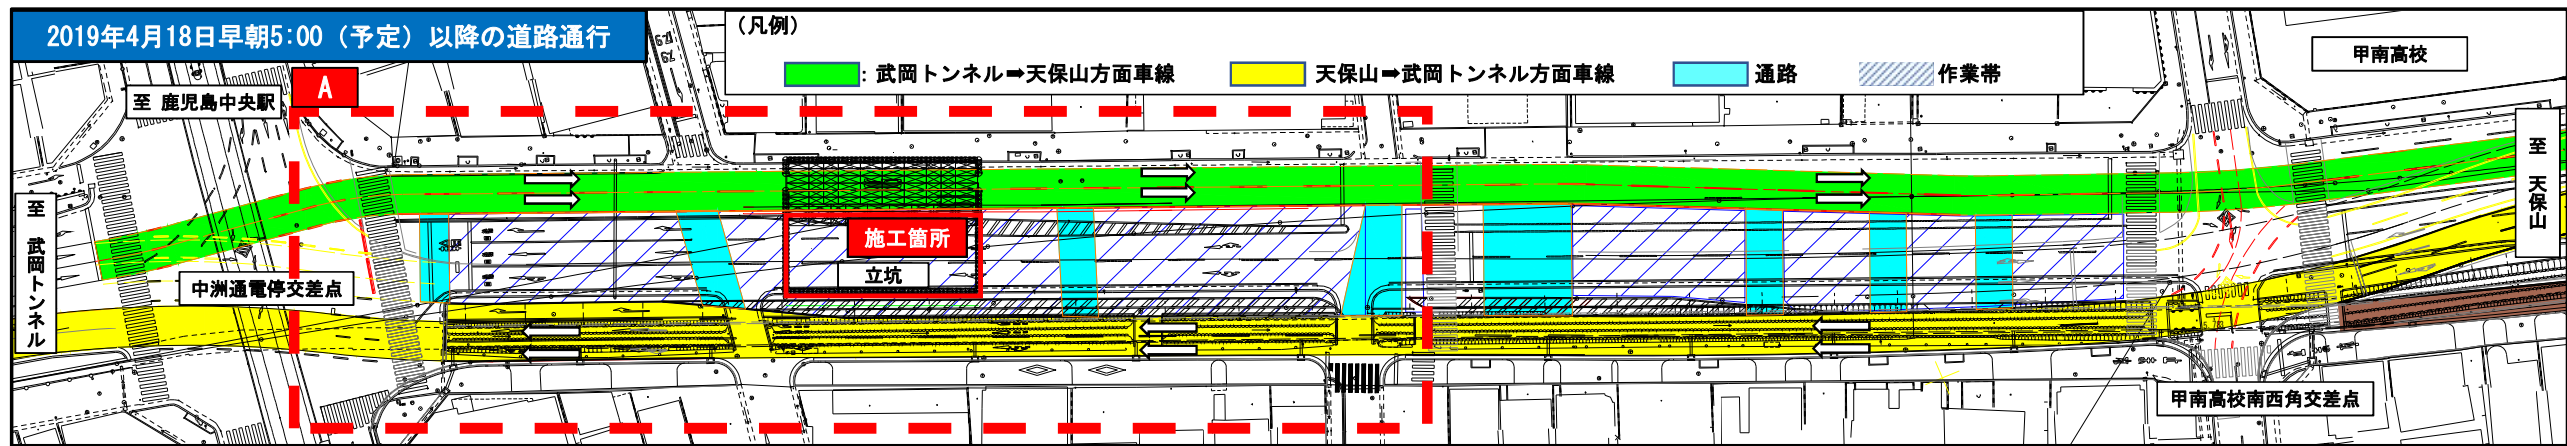 2019年4月18日早朝5:00（予定）以降の道路通行
（凡例）
：武岡トンネル➡天保山方面車線
天保山➡武岡トンネル方面車線
通路
作業帯
甲南高校
A
至 鹿児島中央駅
至 武岡トンネル
中洲通電停交差点
施工箇所
立坑
至 天保山
甲南高校南西角交差点